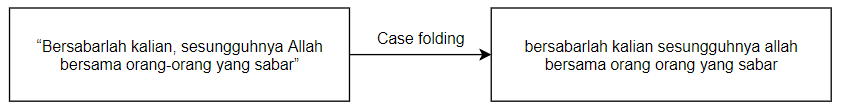 “Bersabarlah kalian, sesungguhnya Allah
bersama orang-orang yang sabar”
Case folding
bersabarlah kalian sesungguhnya allah
bersama orang orang yang sabar